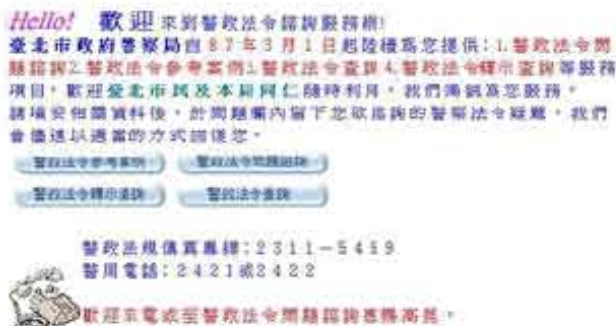 Hello! 歡迎來到警政法令諮詢服務網!
臺北市政府警察局自87年3月1日起陸續為您提供:1.警政法令問
題諮詢2.警政法令參考案例3.警政法令查詢4.警政法令釋示查詢等服務
項目,歡迎臺北市民及本局同仁隨時利用,我們竭誠為您服務。
請填妥相關資料後,於問題欄內留下您欲諮詢的警察法令疑難,我們
會儘速以適當的方式回復您。
警政法令參考案例 警政法令問題諮詢
警政法令釋示查詢 警政法令查詢
警政法規傳真專線:2311-5459
警用電話:2421或2422
歡迎來電或至警政法令問題諮詢惠賜高見。